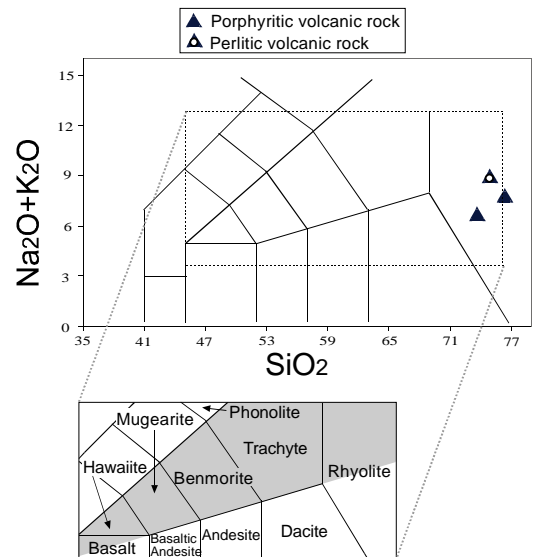 Porphyritic volcanic rock
Perlitic volcanic rock
Na2O+K2O
15
12
9
6
3
0
35 41 47 53 59 65 71 77
SiO2
Phonolite
Mugearite
Trachyte
Hawaiite
Rhyolite
Benmorite
Andesite
Dacite
Basaltic
Andesite
Basalt